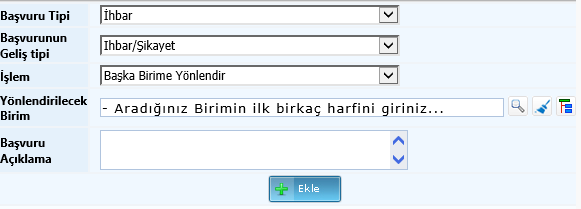 Başvuru Tipi İhbar
Başvurunun Geliş tipi Ihbar/Şikayet
İşlem Başka Birime Yönlendir
Yönlendirilecek Birim - Aradığınız Birimin ilk birkaç harfini giriniz...
Başvuru Açıklama
Ekle